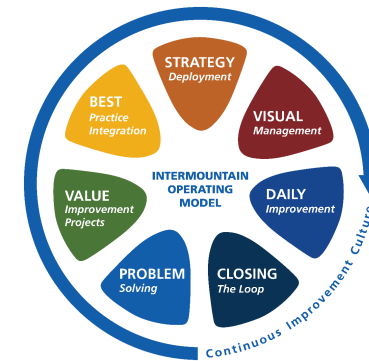 STRATEGY
Deployment
VISUAL
Management
DAILY
Improvement
CLOSING
The Loop
PROBLEM
Solving
VALUE
Improvement
Projects
BEST
Practice
Integration
INTERMOUNTAIN
OPERATING
MODEL
Continuous Improvement Culture